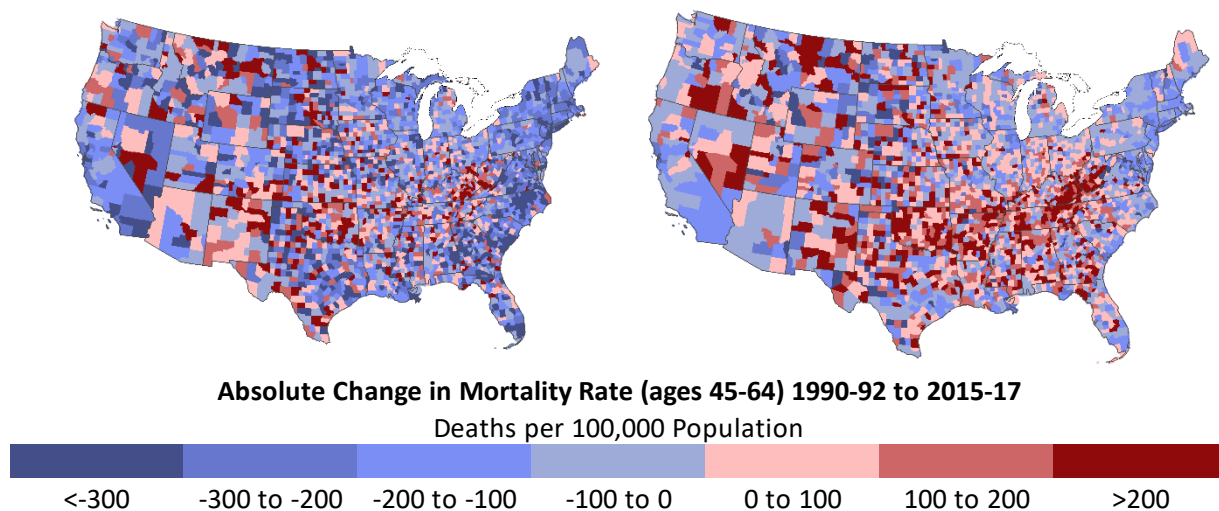 Absolute Change in Mortality Rate (ages 45-64) 1990-92 to 2015-17
Deaths per 100,000 Population
<-300 -300 to -200 -200 to -100 -100 to 0 0 to 100 100 to 200 >200